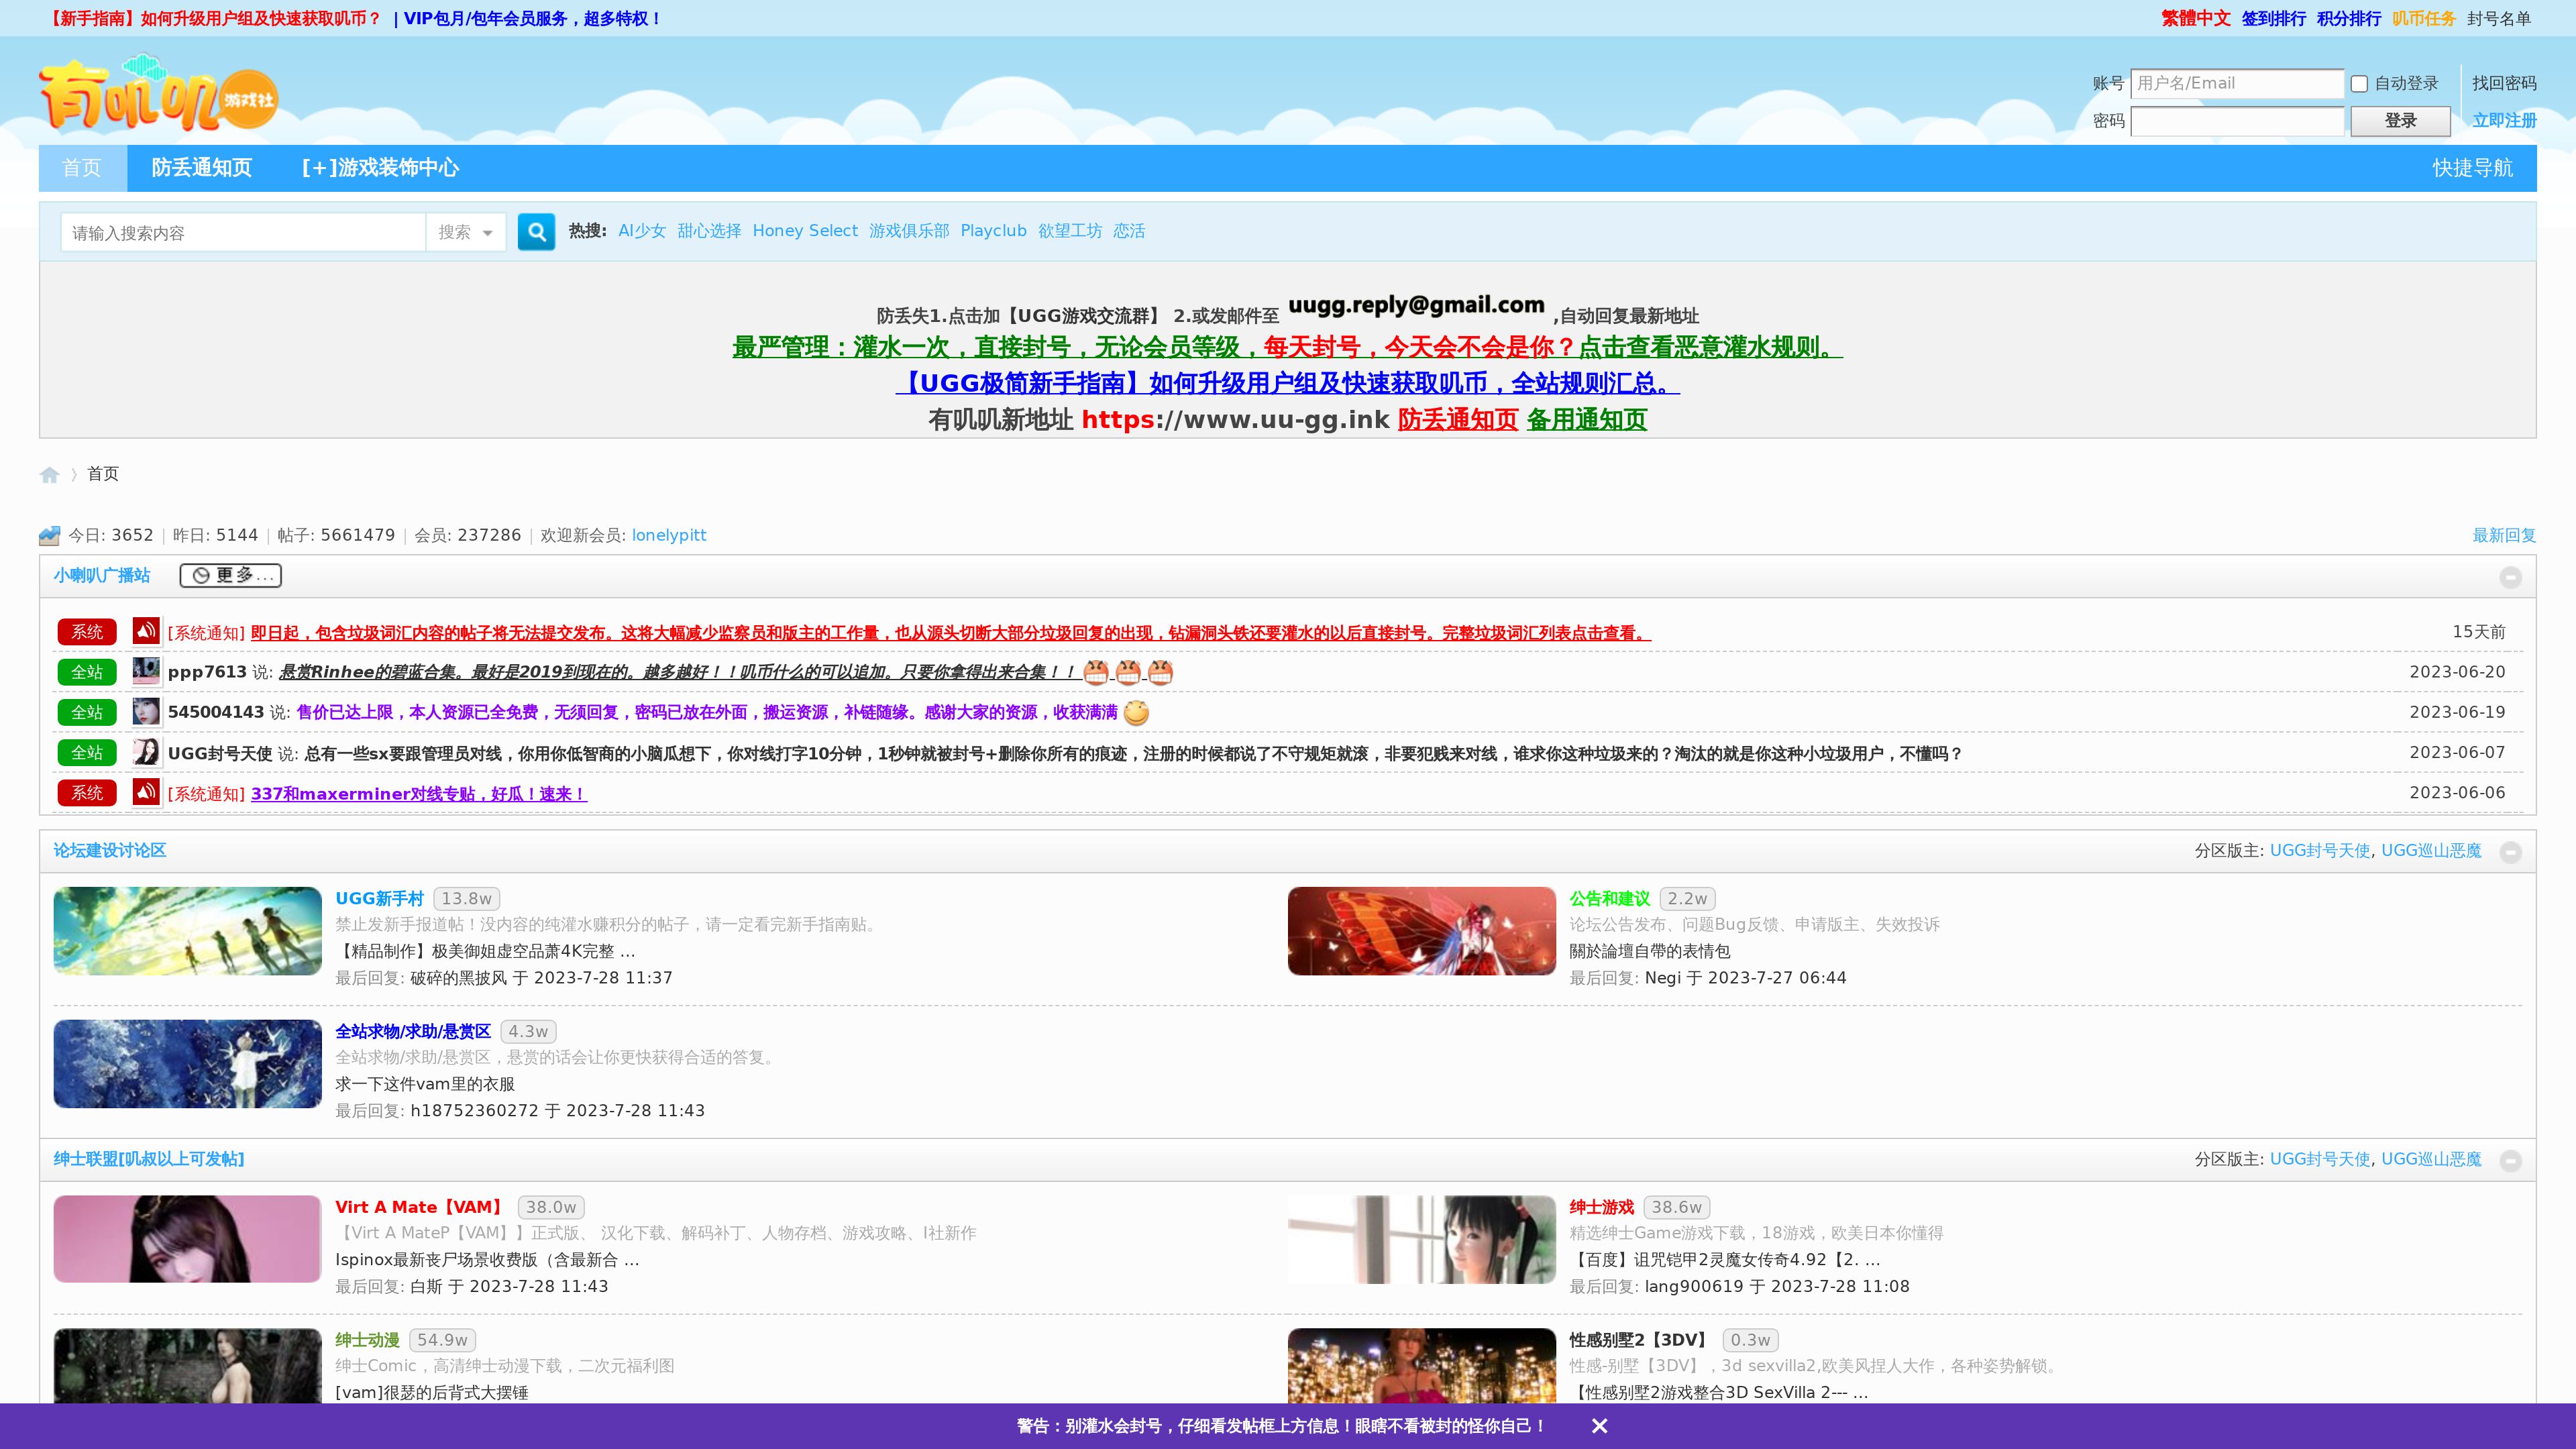 【新手指南】如何升级用户组及快速获取叽币？ | VIP包月/包年会员服务，超多特权！
繁體中文 签到排行 积分排行 叽币任务 封号名单
有叽叽 游戏社
账号 用户名/Email 自动登录 找回密码
密码 登录 立即注册
首页 防丢通知页 [+]游戏装饰中心 快捷导航
请输入搜索内容 搜索 热搜: AI少女 甜心选择 Honey Select 游戏俱乐部 Playclub 欲望工坊 恋活
防丢失1.点击加【UGG游戏交流群】 2.或发邮件至 uugg.reply@gmail.com ,自动回复最新地址
最严管理：灌水一次，直接封号，无论会员等级，每天封号，今天会不会是你？点击查看恶意灌水规则。
【UGG极简新手指南】如何升级用户组及快速获取叽币，全站规则汇总。
有叽叽新地址 https://www.uu-gg.ink 防丢通知页 备用通知页
首页
今日: 3652 | 昨日: 5144 | 帖子: 5661479 | 会员: 237286 | 欢迎新会员: lonelypitt 最新回复
小喇叭广播站 更多...
系统 [系统通知] 即日起，包含垃圾词汇内容的帖子将无法提交发布。这将大幅减少监察员和版主的工作量，也从源头切断大部分垃圾回复的出现，钻漏洞头铁还要灌水的以后直接封号。完整垃圾词汇列表点击查看。 15天前
全站 ppp7613 说: 悬赏Rinhee的碧蓝合集。最好是2019到现在的。越多越好！！叽币什么的可以追加。只要你拿得出来合集！！ 2023-06-20
全站 545004143 说: 售价已达上限，本人资源已全免费，无须回复，密码已放在外面，搬运资源，补链随缘。感谢大家的资源，收获满满 2023-06-19
全站 UGG封号天使 说: 总有一些sx要跟管理员对线，你用你低智商的小脑瓜想下，你对线打字10分钟，1秒钟就被封号+删除你所有的痕迹，注册的时候都说了不守规矩就滚，非要犯贱来对线，谁求你这种垃圾来的？淘汰的就是你这种小垃圾用户，不懂吗？ 2023-06-07
系统 [系统通知] 337和maxerminer对线专贴，好瓜！速来！ 2023-06-06
论坛建设讨论区 分区版主: UGG封号天使, UGG巡山恶魔
UGG新手村 13.8w
禁止发新手报道帖！没内容的纯灌水赚积分的帖子，请一定看完新手指南贴。
【精品制作】极美御姐虚空品萧4K完整 ...
最后回复: 破碎的黑披风 于 2023-7-28 11:37
公告和建议 2.2w
论坛公告发布、问题Bug反馈、申请版主、失效投诉
關於論壇自帶的表情包
最后回复: Negi 于 2023-7-27 06:44
全站求物/求助/悬赏区 4.3w
全站求物/求助/悬赏区，悬赏的话会让你更快获得合适的答复。
求一下这件vam里的衣服
最后回复: h18752360272 于 2023-7-28 11:43
绅士联盟[叽叔以上可发帖] 分区版主: UGG封号天使, UGG巡山恶魔
Virt A Mate【VAM】 38.0w
【Virt A MateP【VAM】】正式版、 汉化下载、解码补丁、人物存档、游戏攻略、I社新作
Ispinox最新丧尸场景收费版（含最新合 ...
最后回复: 白斯 于 2023-7-28 11:43
绅士游戏 38.6w
精选绅士Game游戏下载，18游戏，欧美日本你懂得
【百度】诅咒铠甲2灵魔女传奇4.92【2. ...
最后回复: lang900619 于 2023-7-28 11:08
绅士动漫 54.9w
绅士Comic，高清绅士动漫下载，二次元福利图
[vam]很瑟的后背式大摆锤
性感别墅2【3DV】 0.3w
性感-别墅【3DV】，3d sexvilla2,欧美风捏人大作，各种姿势解锁。
【性感别墅2游戏整合3D SexVilla 2--- ...
警告：别灌水会封号，仔细看发帖框上方信息！眼瞎不看被封的怪你自己！